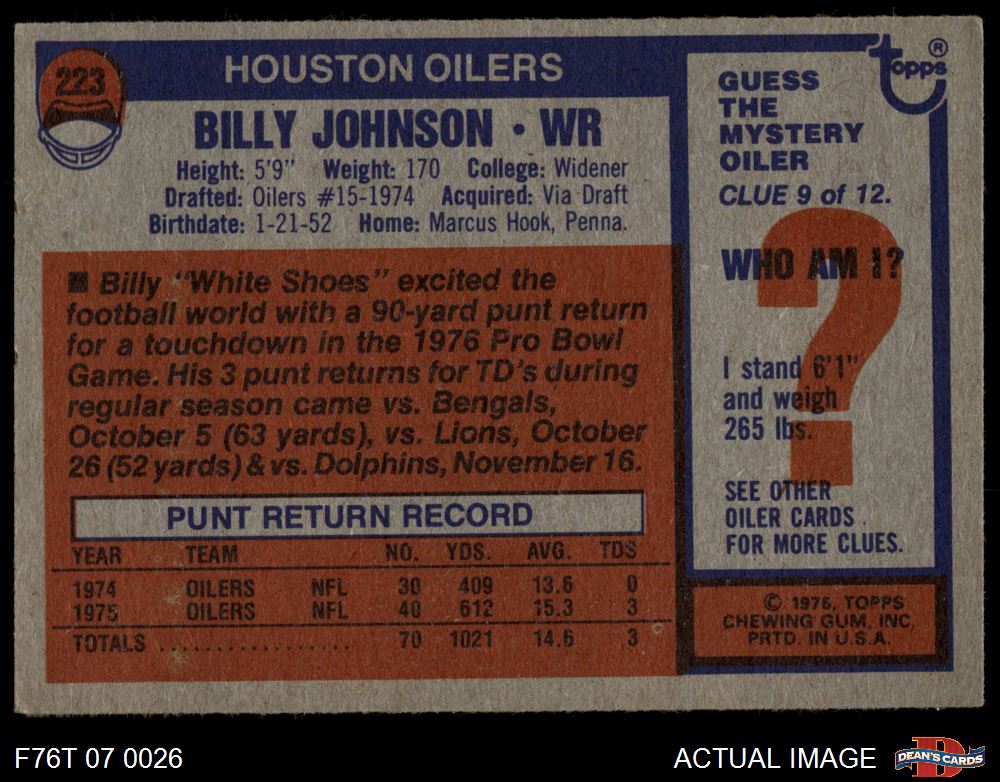 223
HOUSTON OILERS
BILLY JOHNSON • WR
Height: 5'9" Weight: 170 College: Widener
Drafted: Oilers #15-1974 Acquired: Via Draft
Birthdate: 1-21-52 Home: Marcus Hook, Penna.
■ Billy "White Shoes" excited the
football world with a 90-yard punt return
for a touchdown in the 1976 Pro Bowl
Game. His 3 punt returns for TD's during
regular season came vs. Bengals,
October 5 (63 yards), vs. Lions, October
26 (52 yards) & vs. Dolphins, November 16.
PUNT RETURN RECORD
YEAR TEAM NO. YDS. AVG. TDS
1974 OILERS NFL 30 409 13.6 0
1975 OILERS NFL 40 612 15.3 3
TOTALS .................. 70 1021 14.6 3
topps ®
GUESS
THE
MYSTERY
OILER
CLUE 9 of 12.
WHO AM I?
?
I stand 6'1"
and weigh
265 lbs.
SEE OTHER
OILER CARDS
FOR MORE CLUES.
© 1976, TOPPS
CHEWING GUM, INC.
PRTD. IN U.S.A.
F76T 07 0026
ACTUAL IMAGE
D
DEAN'S CARDS